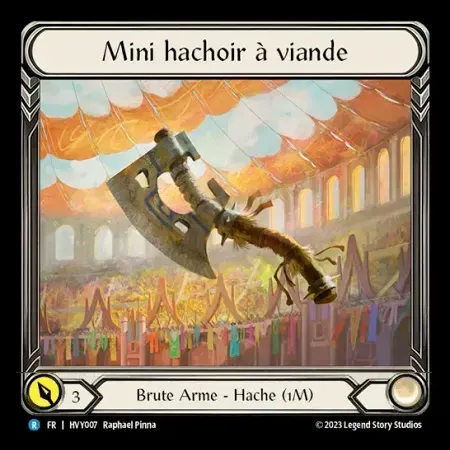 Mini hachoir à viande
3
Brute Arme - Hache (1M)
R FR | HVY007 Raphael Pinna
© 2023 Legend Story Studios